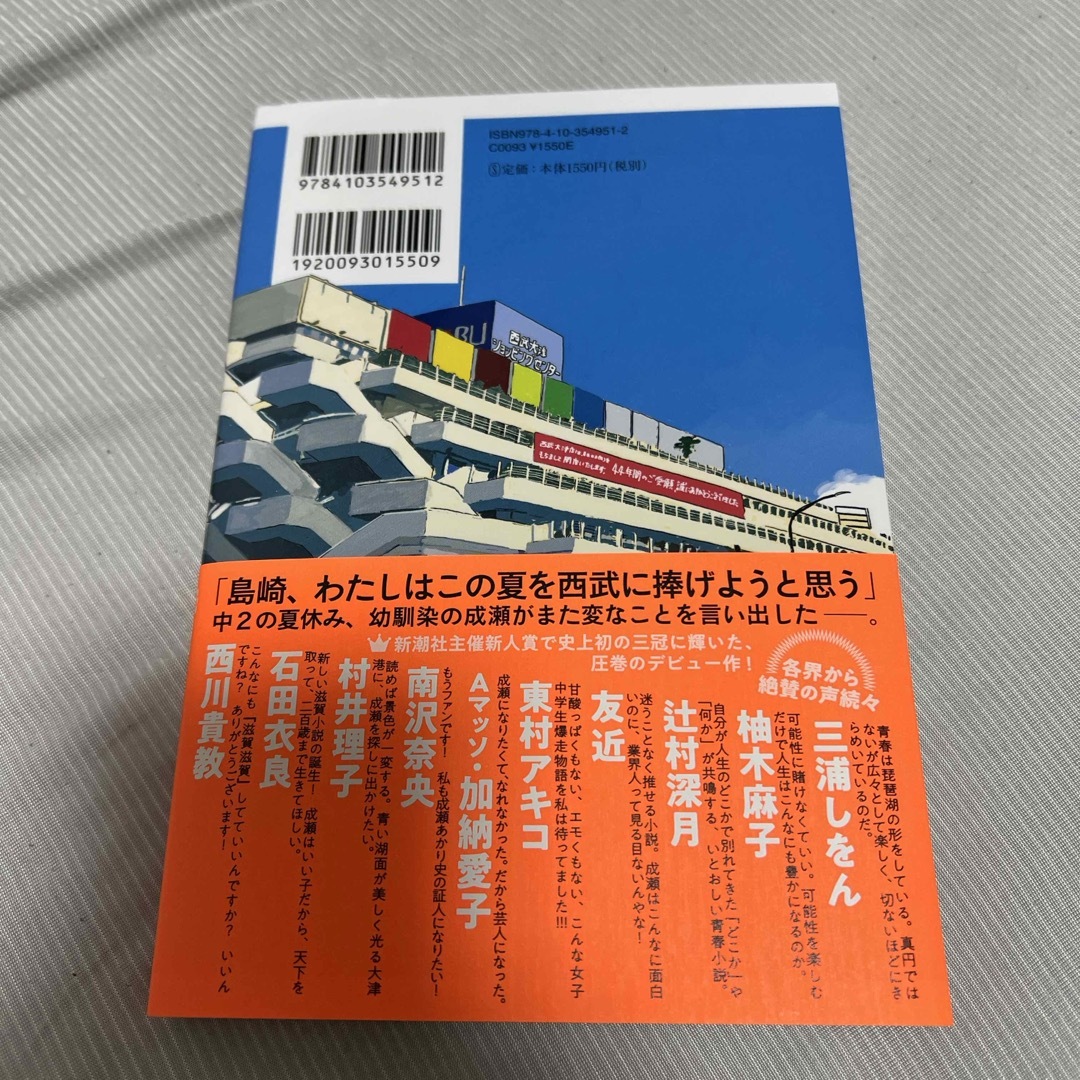 ISBN978-4-10-354951-2
C0093 ¥1550E
Ⓢ定価：本体1550円（税別）
9784103549512
1920093015509
BU
西武大津
ショッピングセンター
44年間のご愛顧、誠にありがとうございました
「島崎、わたしはこの夏を西武に捧げようと思う」
中２の夏休み、幼馴染の成瀬がまた変なことを言い出した――。
新潮社主催新人賞で史上初の三冠に輝いた、
圧巻のデビュー作！
各界から
絶賛の声続々
青春は琵琶湖の形をしている。真円では
ないが広々として楽しく、切ないほどにき
らめいているのだ。
三浦しをん
可能性に賭けなくていい。可能性を楽しむ
だけで人生はこんなにも豊かになるのか。
柚木麻子
自分が人生のどこかで別れてきた「どこか」や
「何か」が共鳴する、いとおしい青春小説。
辻村深月
迷うことなく推せる小説。成瀬はこんなに面白
いのに、業界人って見る目ないんやな！
友近
甘酸っぱくもない、エモくもない、こんな女子
中学生爆走物語を私は待ってました!!!
東村アキコ
成瀬になりたくて、なれなかった。だから芸人になった。
Aマッソ・加納愛子
もうファンです！　私も成瀬あかり史の証人になりたい！
南沢奈央
読めば景色が一変する。青い湖面が美しく光る大津
港に、成瀬を探しに出かけたい。
村井理子
新しい滋賀小説の誕生！　成瀬はいい子だから、天下を
取って、二百歳まで生きてほしい。
石田衣良
こんなにも『滋賀滋賀』してていいんですか？　いいん
ですね？　ありがとうございます！
西川貴教